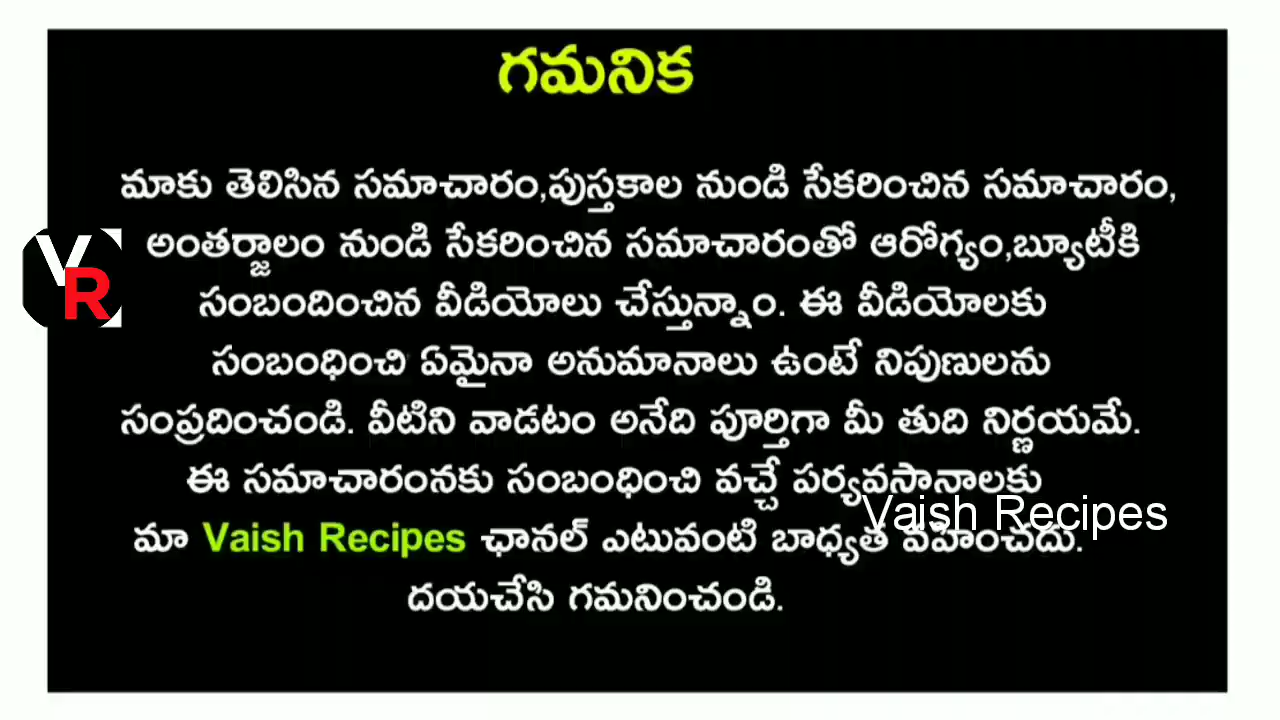 గమనిక
మాకు తెలిసిన సమాచారం,పుస్తకాల నుండి సేకరించిన సమాచారం,
అంతర్జాలం నుండి సేకరించిన సమాచారంతో ఆరోగ్యం,బ్యూటీకి
VR
సంబందించిన వీడియోలు చేస్తున్నాం. ఈ వీడియోలకు
సంబంధించి ఏమైనా అనుమానాలు ఉంటే నిపుణులను
సంప్రదించండి. వీటిని వాడటం అనేది పూర్తిగా మీ తుది నిర్ణయమే.
ఈ సమాచారంనకు సంబంధించి వచ్చే పర్యవసానాలకు
Vaish Recipes
మా Vaish Recipes ఛానల్ ఎటువంటి బాధ్యత వహించదు.
దయచేసి గమనించండి.